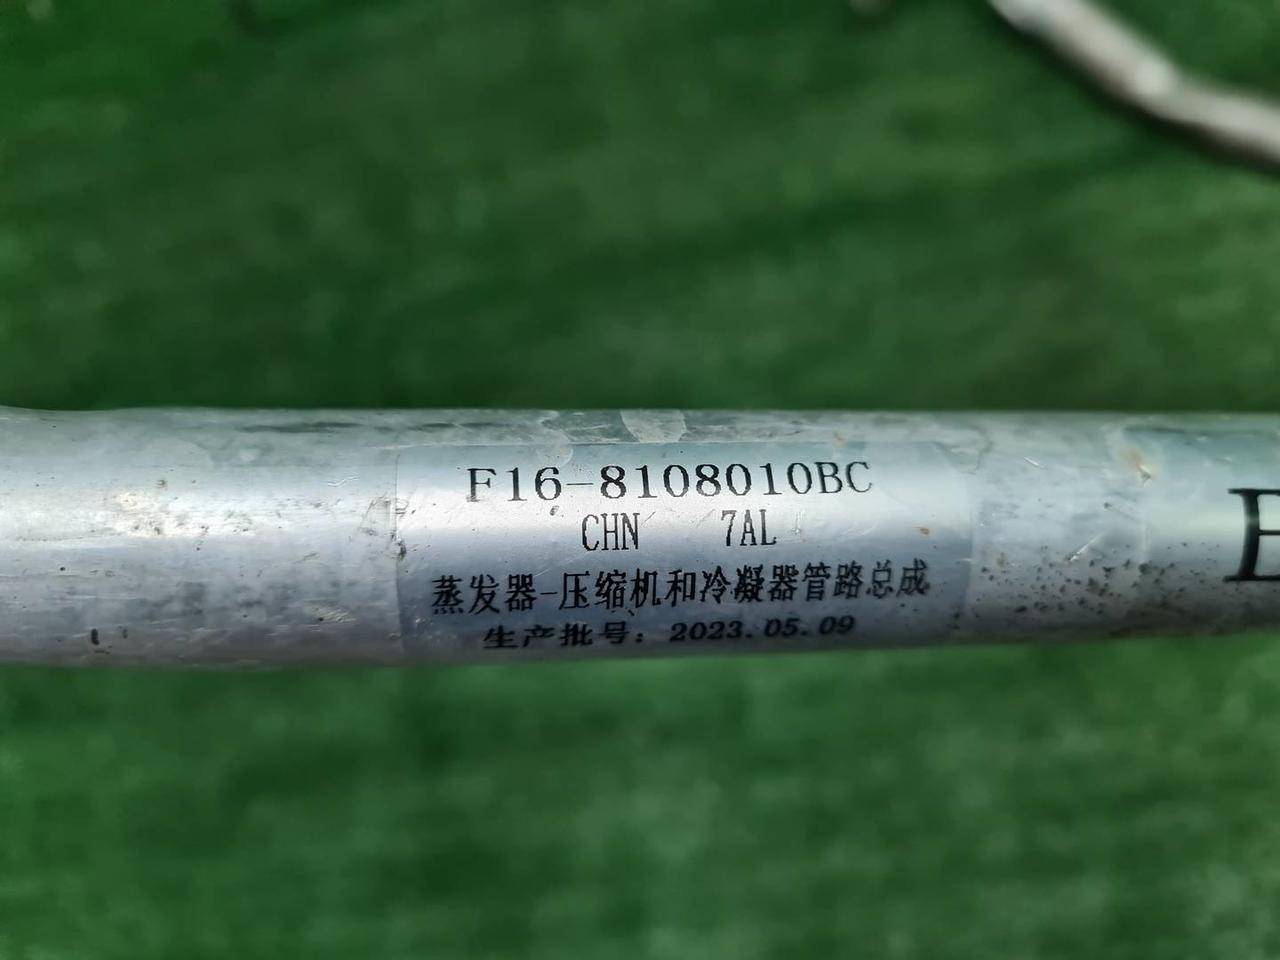 F16-8108010BC
CHN 7AL
蒸发器-压缩机和冷凝器管路总成
生产批号: 2023.05.09